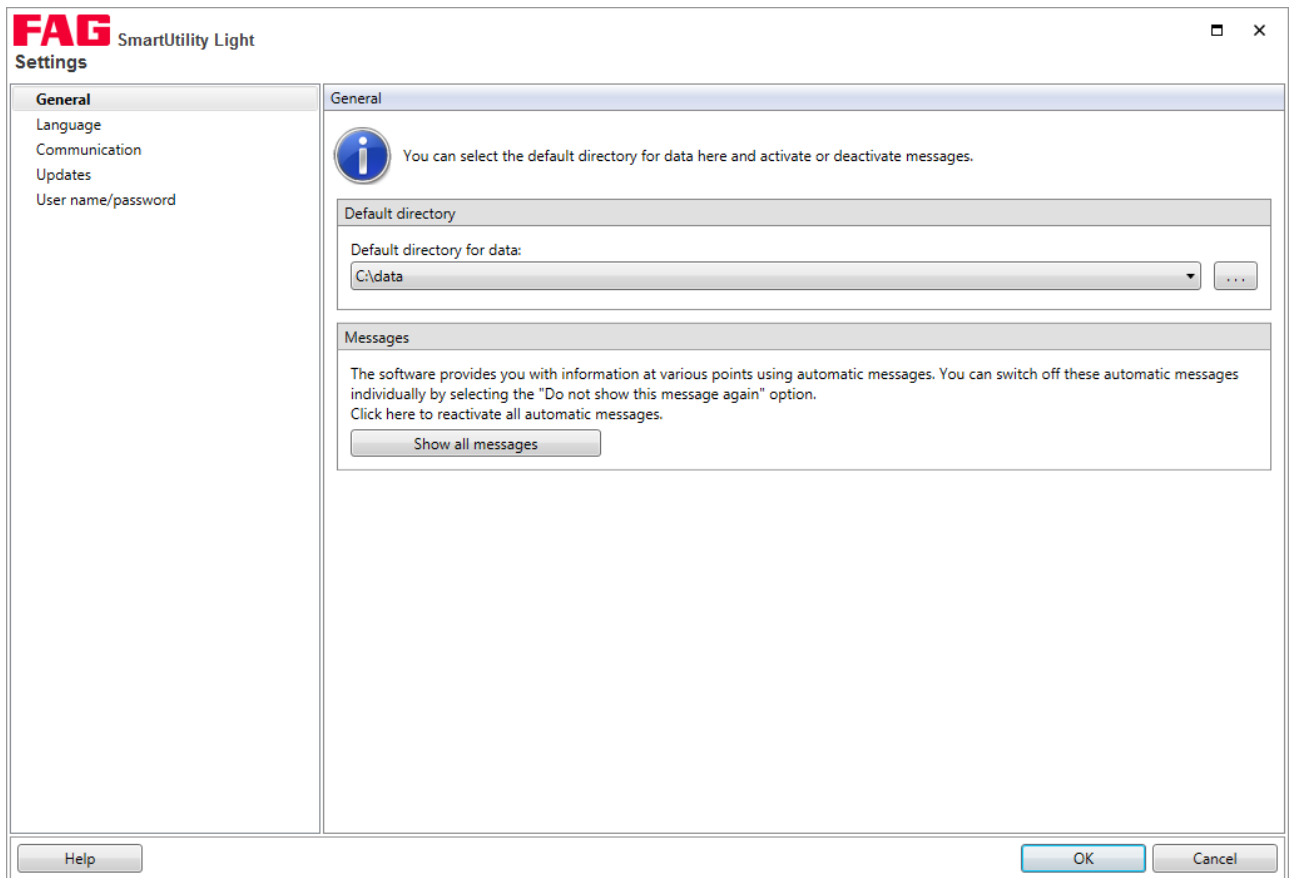 FAG SmartUtility Light
Settings
General
Language
Communication
Updates
User name/password
General
You can select the default directory for data here and activate or deactivate messages.
Default directory
Default directory for data:
C:\data
...
Messages
The software provides you with information at various points using automatic messages. You can switch off these automatic messages
individually by selecting the "Do not show this message again" option.
Click here to reactivate all automatic messages.
Show all messages
Help
OK
Cancel